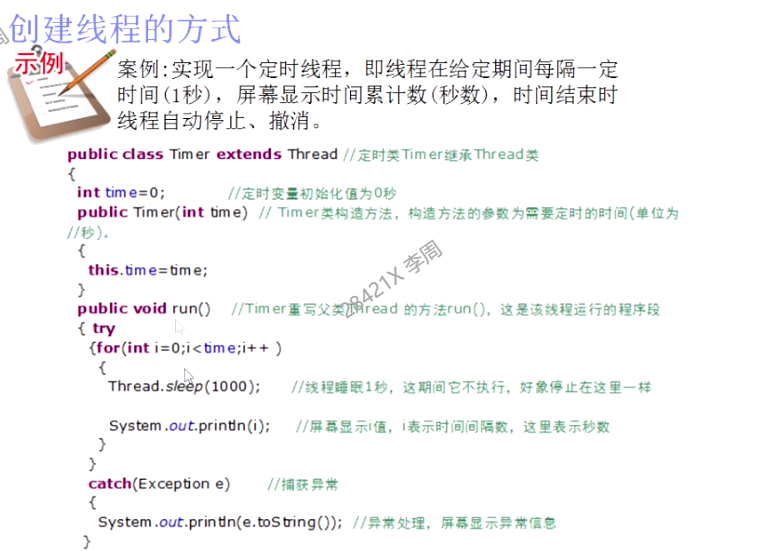 创建线程的方式
示例
案例:实现一个定时线程，即线程在给定期间每隔一定
时间(1秒)，屏幕显示时间累计数(秒数)，时间结束时
线程自动停止、撤消。
public class Timer extends Thread //定时类Timer继承Thread类
{
int time=0; //定时变量初始化值为0秒
public Timer(int time) // Timer类构造方法，构造方法的参数为需要定时的时间(单位为
//秒)。
{
this.time=time;
}
public void run() //Timer重写父类Thread 的方法run()，这是该线程运行的程序段
{ try
{for(int i=0;i<time;i++ )
{
Thread.sleep(1000); //线程睡眠1秒，这期间它不执行，好象停止在这里一样
System.out.println(i); //屏幕显示i值，i表示时间间隔数，这里表示秒数
}
}
catch(Exception e) //捕获异常
{
System.out.println(e.toString()); //异常处理，屏幕显示异常信息
}
28421X 李周
周